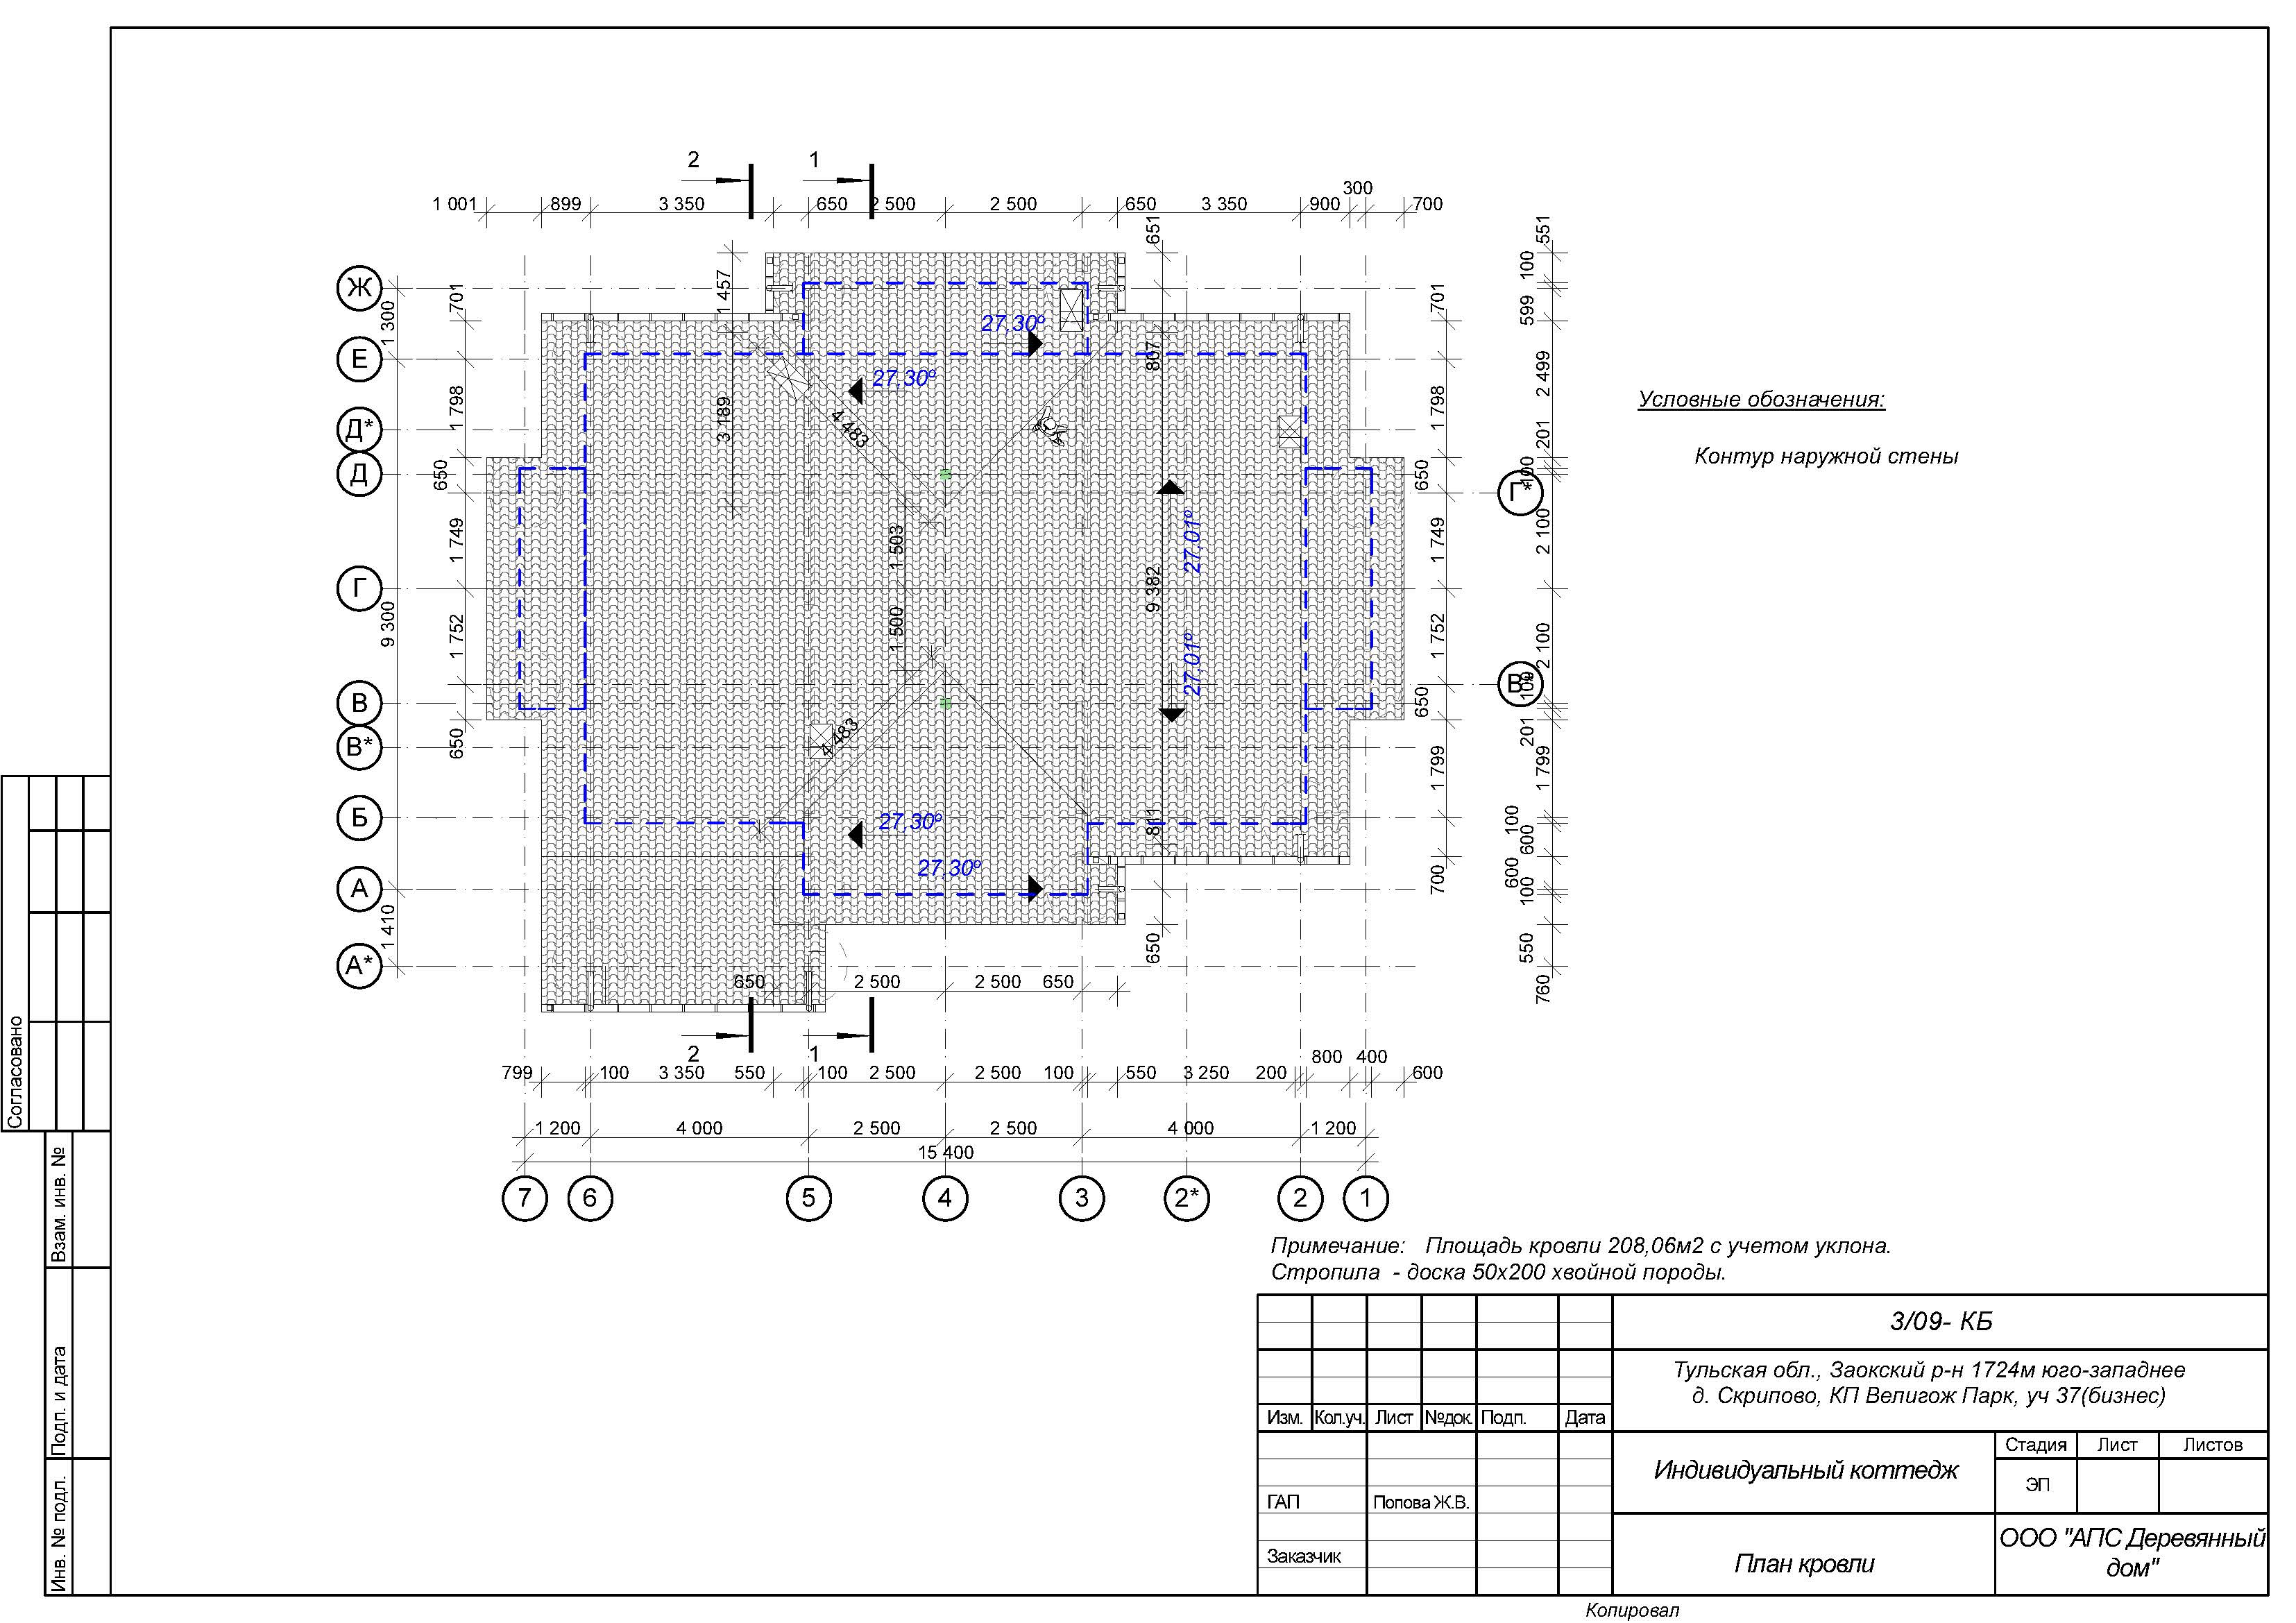 2 1
1 001 899 3 350 650 2 500 2 500 650 3 350 900 300 700
Ж
Е
Д*
Д
Г
В
В*
Б
А
А*
1 300
9 300
1 410
701
1 798
650
1 749
1 752
650
1 457
3 189
4 483
1 503
1 500
4 483
27,30°
27,30°
27,30°
27,30°
27,01°
27,01°
651
807
9 382
811
650
701
1 798
650
1 749
1 752
650
1 799
700
551
100
599
2 499
201
100
2 100
2 100
100
201
1 799
100
600
600
100
550
760
Г*
В*
Условные обозначения:
Контур наружной стены
650 2 500 2 500 650
2 1
799 100 3 350 550 100 2 500 2 500 100 550 3 250 200 800 400 600
1 200 4 000 2 500 2 500 4 000 1 200
15 400
7 6 5 4 3 2* 2 1
Примечание: Площадь кровли 208,06м2 с учетом уклона.
Стропила - доска 50х200 хвойной породы.
3/09- КБ
Тульская обл., Заокский р-н 1724м юго-западнее
д. Скрипово, КП Велигож Парк, уч 37(бизнес)
Изм. Кол.уч. Лист №док. Подп. Дата
Индивидуальный коттедж
Стадия Лист Листов
ЭП
ГАП Попова Ж.В.
Заказчик
План кровли
ООО "АПС Деревянный
дом"
Копировал
Согласовано
Взам. инв. №
Подп. и дата
Инв. № подл.